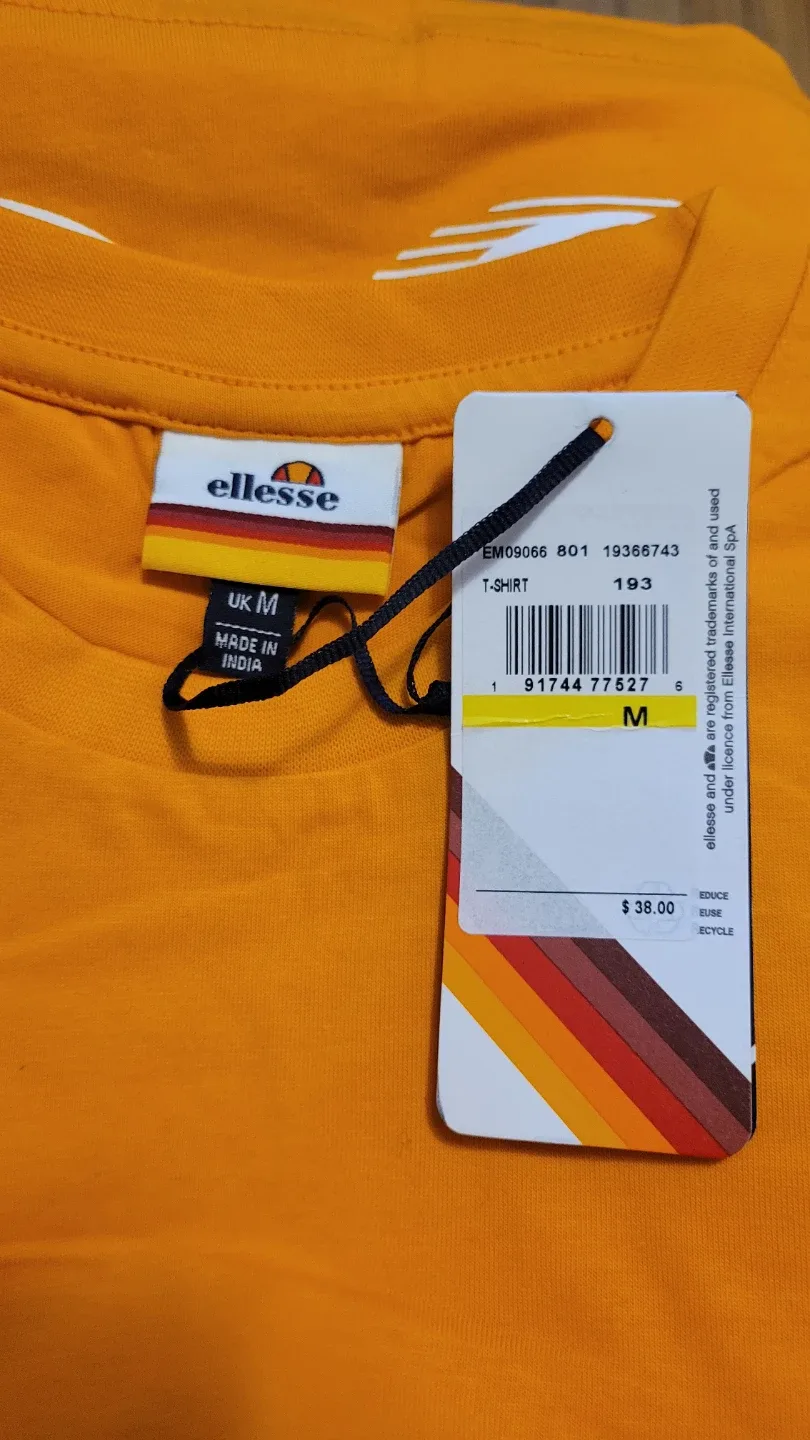 ellesse
UK M
MADE IN
INDIA
EM09066 801 19366743
T-SHIRT 193
1 91744 77527 6
M
$ 38.00
EDUCE
EUSE
ECYCLE
ellesse and are registered trademarks of and used
under licence from Ellesse International SpA